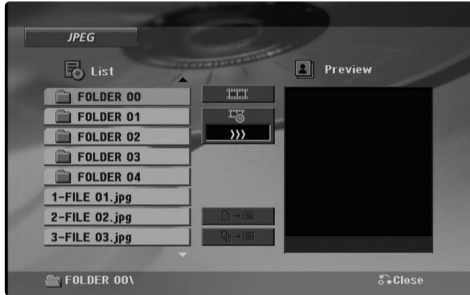 JPEG
List
Preview
FOLDER 00
FOLDER 01
FOLDER 02
FOLDER 03
FOLDER 04
1-FILE 01.jpg
2-FILE 02.jpg
3-FILE 03.jpg
FOLDER 00\
Close